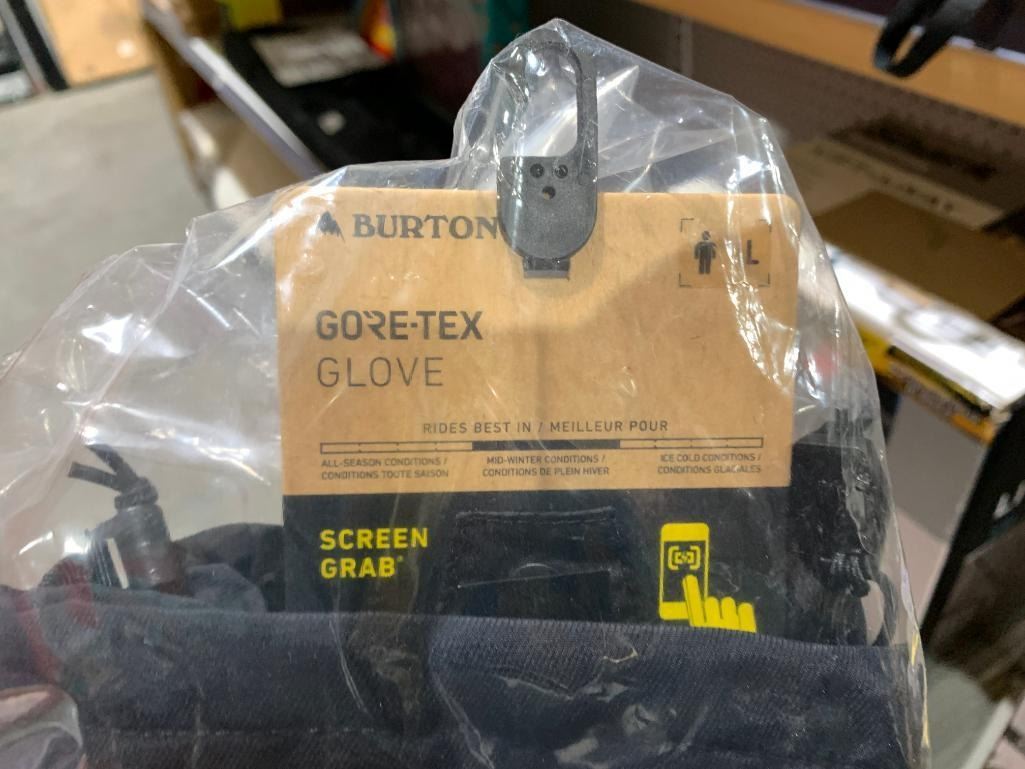 BURTON
L
GORE-TEX
GLOVE
RIDES BEST IN / MEILLEUR POUR
ALL-SEASON CONDITIONS /
CONDITIONS TOUTE SAISON
MID-WINTER CONDITIONS /
CONDITIONS DE PLEIN HIVER
ICE COLD CONDITIONS /
CONDITIONS GLACIALES
SCREEN
GRAB®